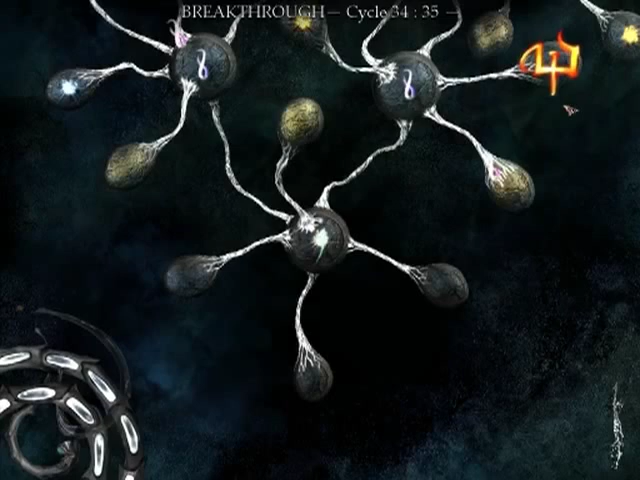 BREAKTHROUGH – Cycle 34 : 35 –